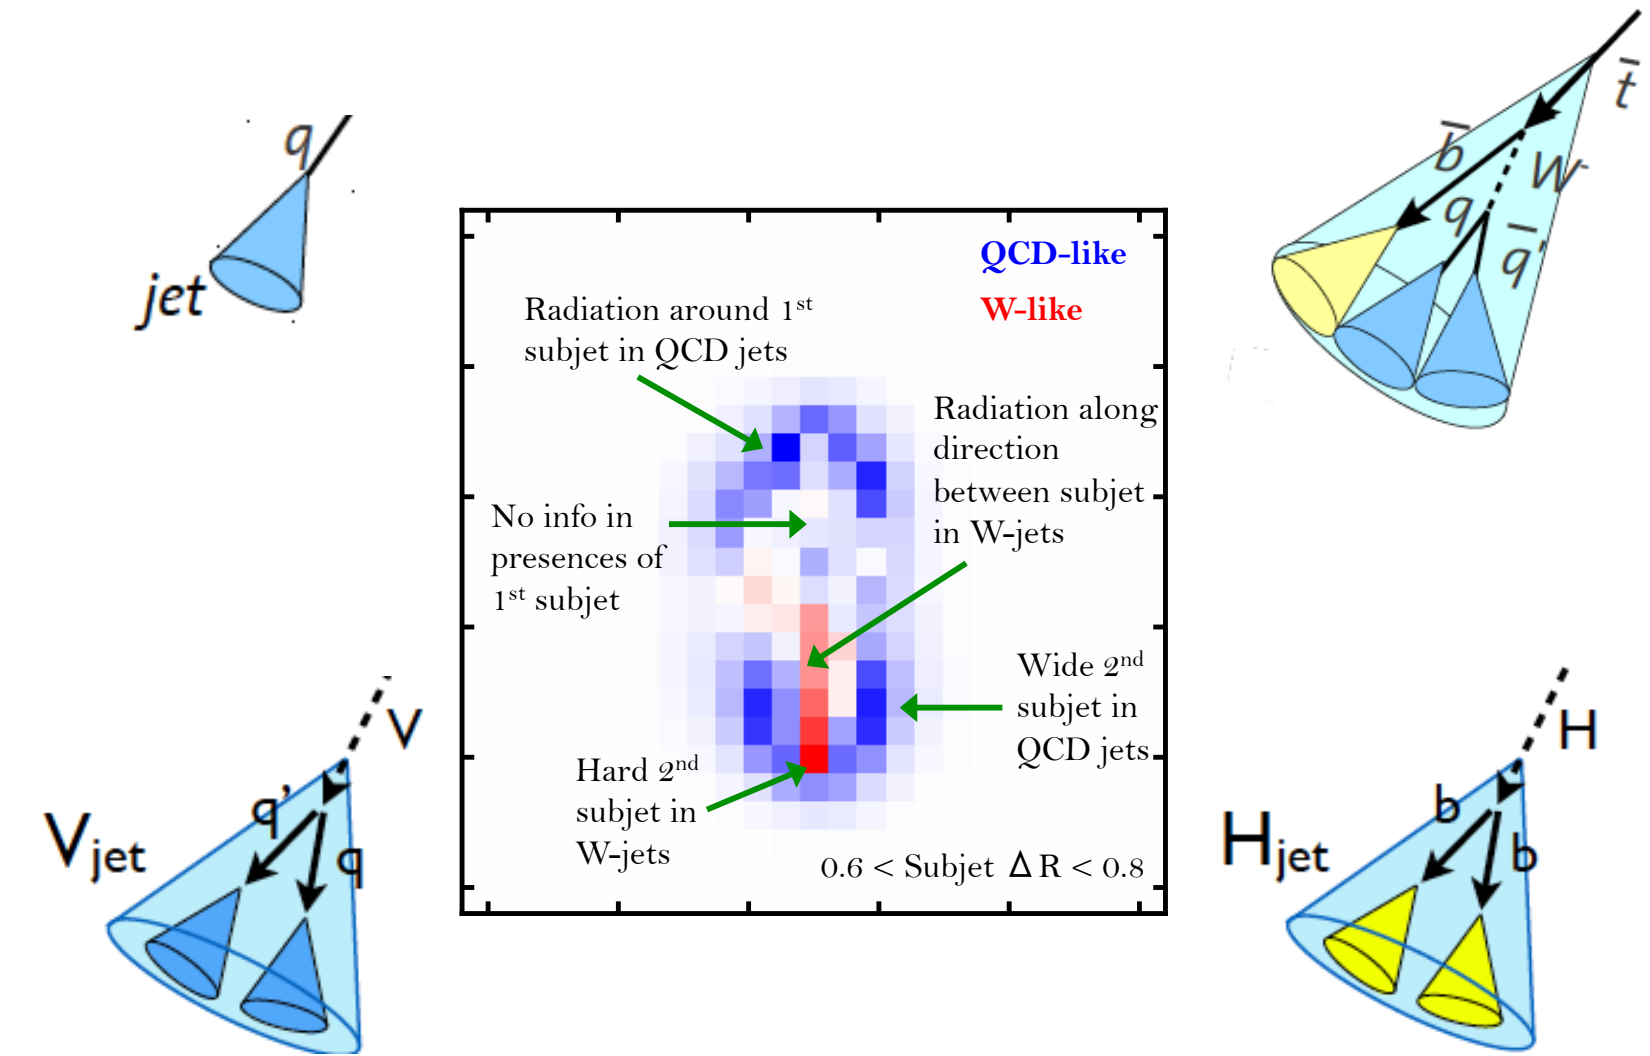 q
jet
t̄
b̄
W⁻
q
q̄'
QCD-like
W-like
Radiation around 1st
subjet in QCD jets
Radiation along
direction
between subjet
in W-jets
No info in
presences of
1st subjet
Wide 2nd
subjet in
QCD jets
Hard 2nd
subjet in
W-jets
0.6 < Subjet Δ R < 0.8
V
q'
q
Vjet
H
b
b
Hjet